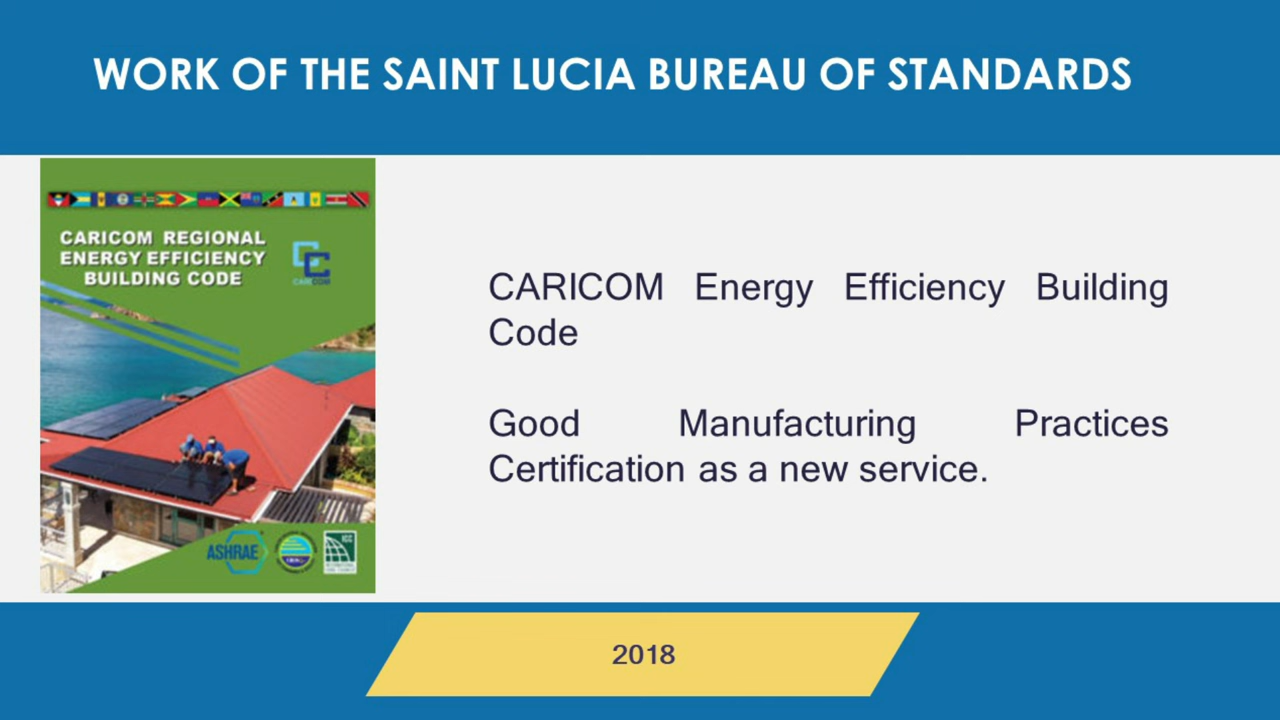 WORK OF THE SAINT LUCIA BUREAU OF STANDARDS
CARICOM REGIONAL
ENERGY EFFICIENCY
BUILDING CODE
CARICOM
CARICOM Energy Efficiency Building
Code
Good Manufacturing Practices
Certification as a new service.
ASHRAE
ICC
2018